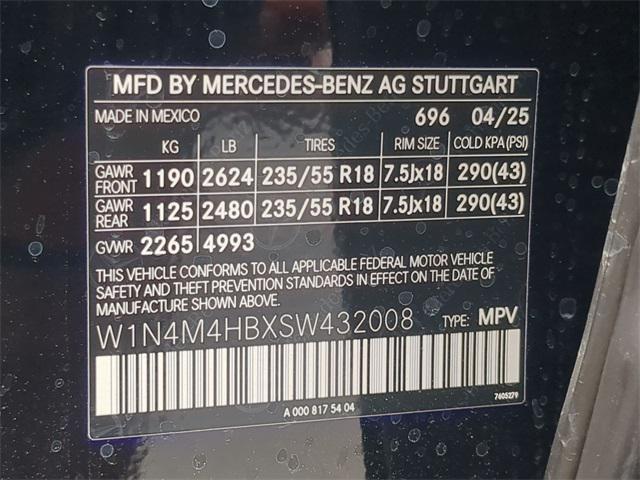 MFD BY MERCEDES-BENZ AG STUTTGART
MADE IN MEXICO 696 04/25
KG LB TIRES RIM SIZE COLD KPA(PSI)
GAWR FRONT 1190 2624 235/55 R18 7.5Jx18 290(43)
GAWR REAR 1125 2480 235/55 R18 7.5Jx18 290(43)
GVWR 2265 4993
THIS VEHICLE CONFORMS TO ALL APPLICABLE FEDERAL MOTOR VEHICLE
SAFETY AND THEFT PREVENTION STANDARDS IN EFFECT ON THE DATE OF
MANUFACTURE SHOWN ABOVE.
W1N4M4HBXSW432008 TYPE: MPV
A 000 817 54 04 7605279